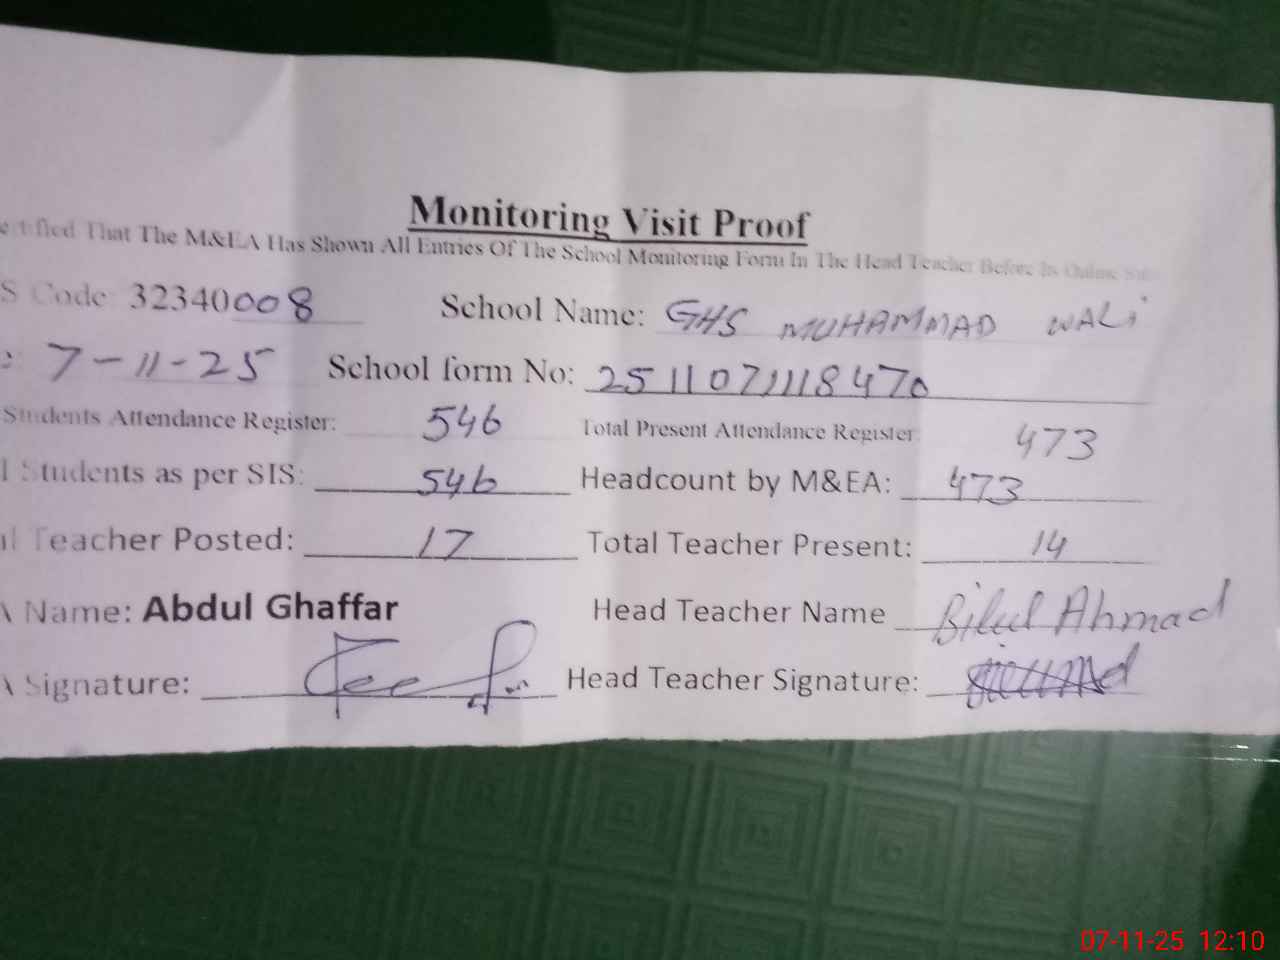 Monitoring Visit Proof
ertified That The M&EA Has Shown All Entries Of The School Monitoring Form In The Head Teacher Before Its Online
S Code: 32340008 School Name: GHS MUHAMMAD WALI
e: 7-11-25 School form No: 25110711118470
Students Attendance Register: 546 Total Present Attendance Register 473
l Students as per SIS: 546 Headcount by M&EA: 473
al Teacher Posted: 17 Total Teacher Present: 14
A Name: Abdul Ghaffar Head Teacher Name Bilal Ahmad
A Signature: Head Teacher Signature:
07-11-25 12:10